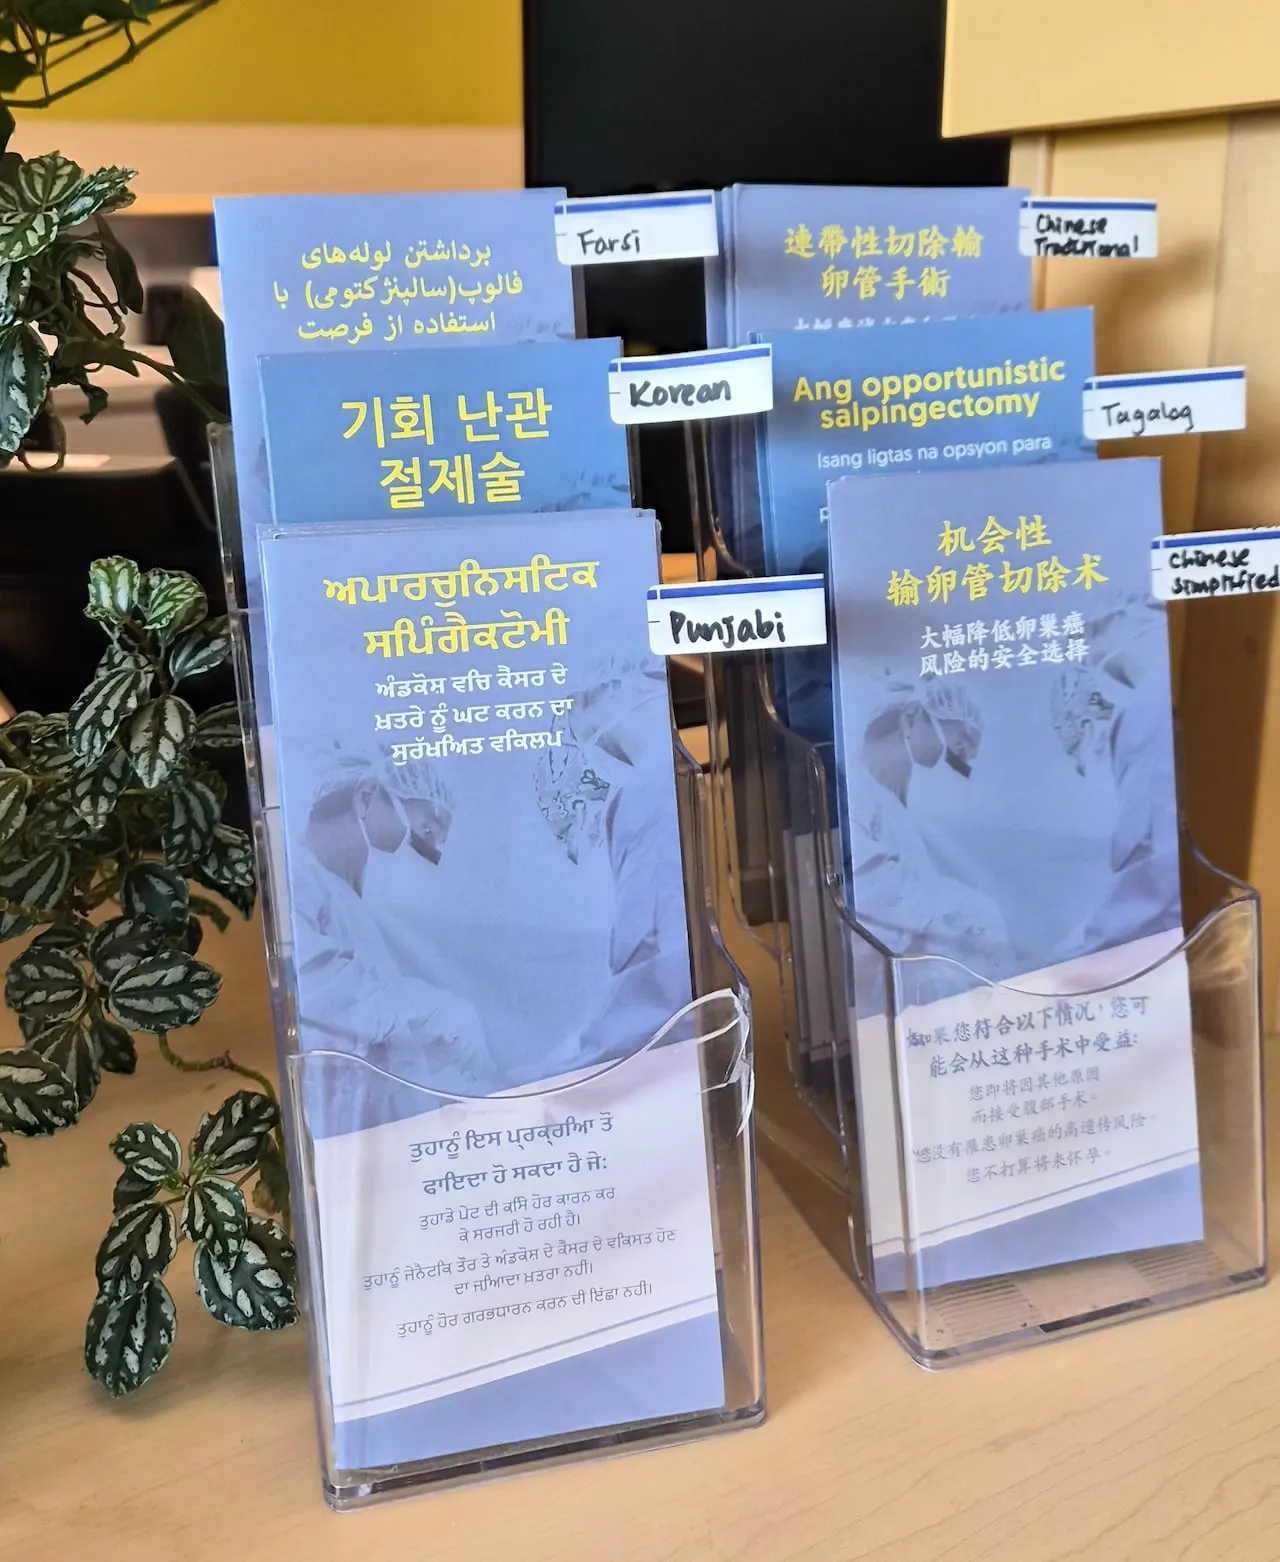 برداشتن لوله‌های
فالوپ(سالپنژکتومی) با
استفاده از فرصت
Farsi
連帶性切除輸
卵管手術
Chinese
Traditional
기회 난관
절제술
Korean
Ang opportunistic
salpingectomy
Isang ligtas na opsyon para
Tagalog
ਅਪਾਰਚੁਨਿਸਟਿਕ
ਸਪਿੰਗੈਕਟੋਮੀ
ਅੰਡਕੋਸ਼ ਵਚਿ ਕੈਂਸਰ ਦੇ
ਖ਼ਤਰੇ ਨੂੰ ਘਟ ਕਰਨ ਦਾ
ਸੁਰੱਖਅਿਤ ਵਕਿਲਪ
ਤੁਹਾਨੂੰ ਇਸ ਪ੍ਰਕ੍ਰਿਆ ਤੋਂ
ਫਾਇਦਾ ਹੋ ਸਕਦਾ ਹੈ ਜੇ:
ਤੁਹਾਡੇ ਪੇਟ ਦੀ ਕਸਿੇ ਹੋਰ ਕਾਰਨ ਕਰ
ਕੇ ਸਰਜਰੀ ਹੋ ਰਹੀ ਹੈ।
ਤੁਹਾਨੂੰ ਜੇਨੈਟਕਿ ਤੌਰ ਤੇ ਅੰਡਕੋਸ਼ ਦੇ ਕੈਂਸਰ ਦੇ ਵਕਿਸਤ ਹੋਣ
ਦਾ ਜ਼ਆਿਦਾ ਖ਼ਤਰਾ ਨਹੀਂ।
ਤੁਹਾਨੂੰ ਹੋਰ ਗਰਭਧਾਰਨ ਕਰਨ ਦੀ ਇੱਛਾ ਨਹੀਂ।
Punjabi
机会性
输卵管切除术
大幅降低卵巢癌
风险的安全选择
如果您符合以下情况，您可
能会从这种手术中受益:
您即将因其他原因
而接受腹部手术。
您没有罹患卵巢癌的高遗传风险。
您不打算将来怀孕。
Chinese
Simplified